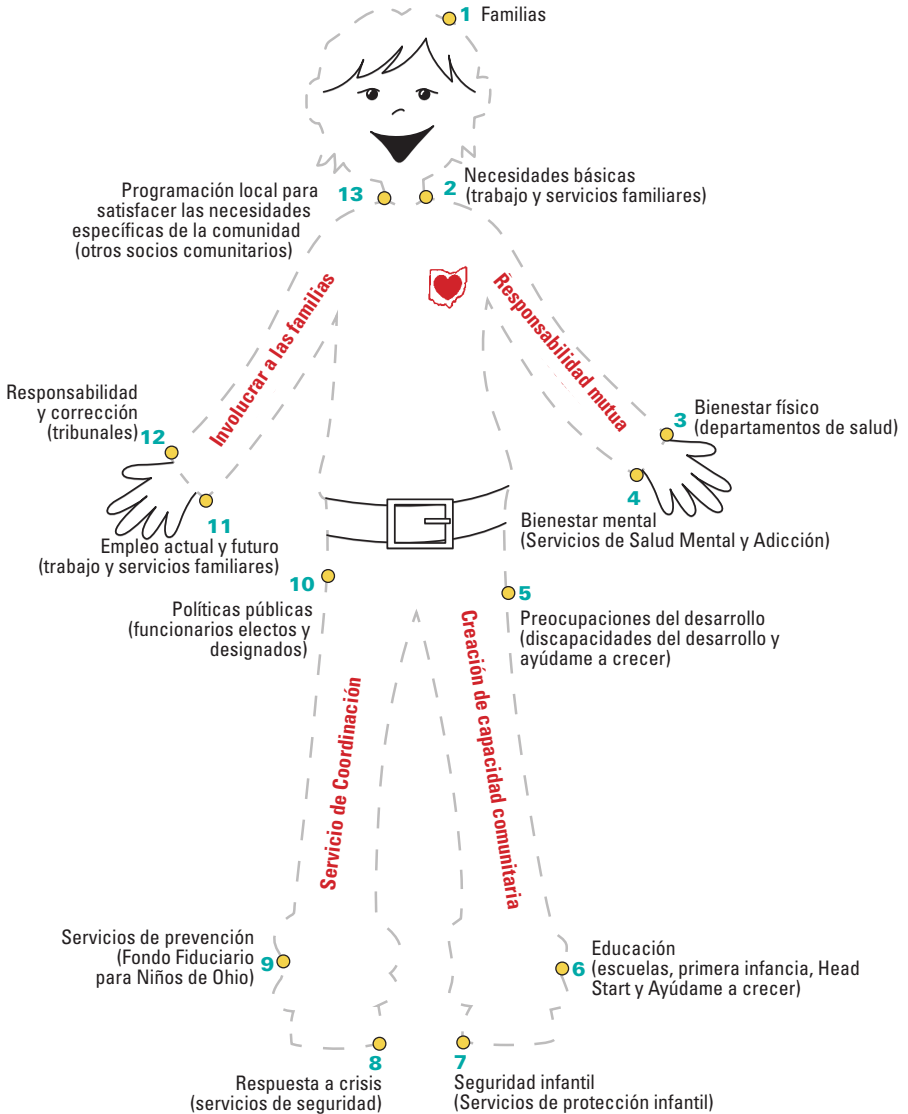 1 Familias
2 Necesidades básicas
(trabajo y servicios familiares)
13 Programación local para
satisfacer las necesidades
específicas de la comunidad
(otros socios comunitarios)
Involucrar a las familias
Responsabilidad mutua
3 Bienestar físico
(departamentos de salud)
12 Responsabilidad
y corrección
(tribunales)
4
Bienestar mental
(Servicios de Salud Mental y Adicción)
11
Empleo actual y futuro
(trabajo y servicios familiares)
10
Políticas públicas
(funcionarios electos y
designados)
5
Preocupaciones del desarrollo
(discapacidades del desarrollo y
ayúdame a crecer)
Servicio de Coordinación
Creación de capacidad comunitaria
9 Servicios de prevención
(Fondo Fiduciario
para Niños de Ohio)
6 Educación
(escuelas, primera infancia, Head
Start y Ayúdame a crecer)
8
Respuesta a crisis
(servicios de seguridad)
7
Seguridad infantil
(Servicios de protección infantil)